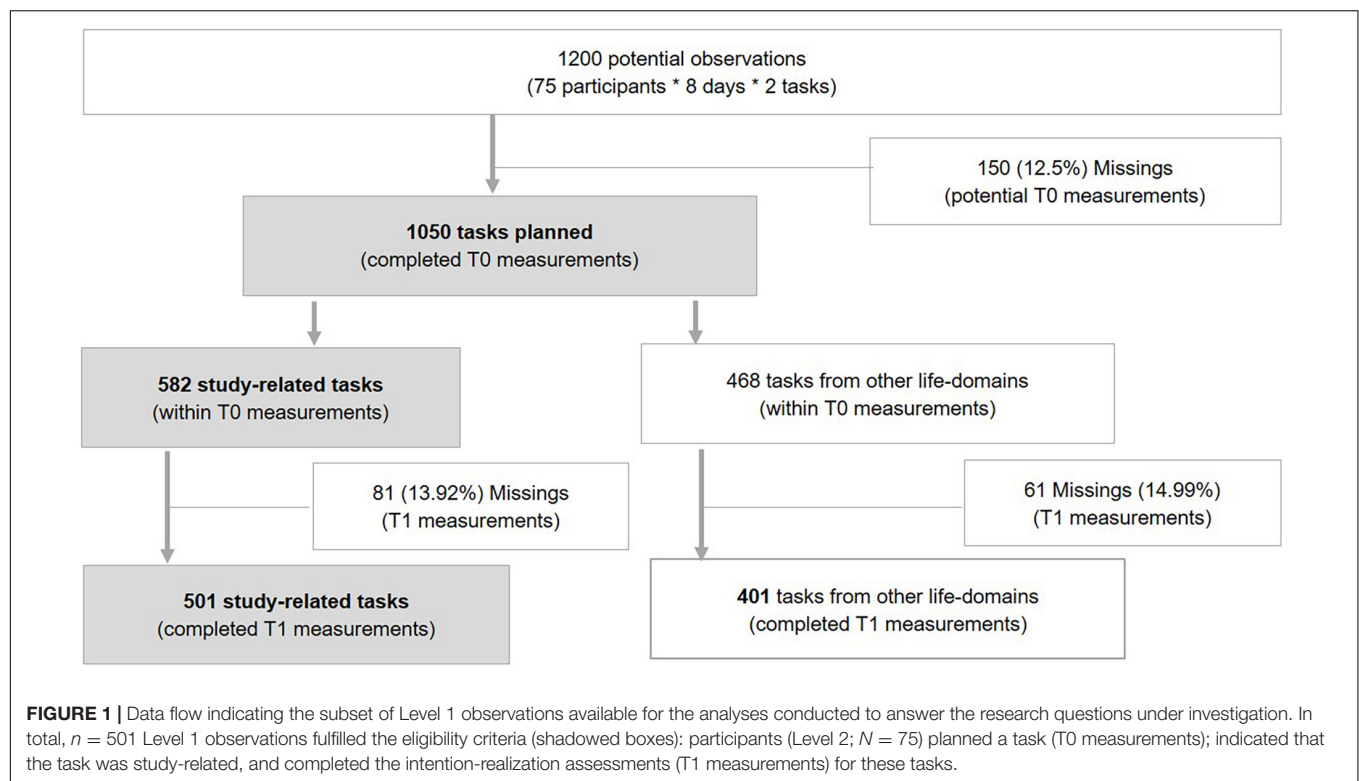 1200 potential observations
(75 participants * 8 days * 2 tasks)
150 (12.5%) Missings
(potential T0 measurements)
1050 tasks planned
(completed T0 measurements)
582 study-related tasks
(within T0 measurements)
468 tasks from other life-domains
(within T0 measurements)
81 (13.92%) Missings
(T1 measurements)
61 Missings (14.99%)
(T1 measurements)
501 study-related tasks
(completed T1 measurements)
401 tasks from other life-domains
(completed T1 measurements)
FIGURE 1 | Data flow indicating the subset of Level 1 observations available for the analyses conducted to answer the research questions under investigation. In
total, n = 501 Level 1 observations fulfilled the eligibility criteria (shadowed boxes): participants (Level 2; N = 75) planned a task (T0 measurements); indicated that
the task was study-related, and completed the intention-realization assessments (T1 measurements) for these tasks.